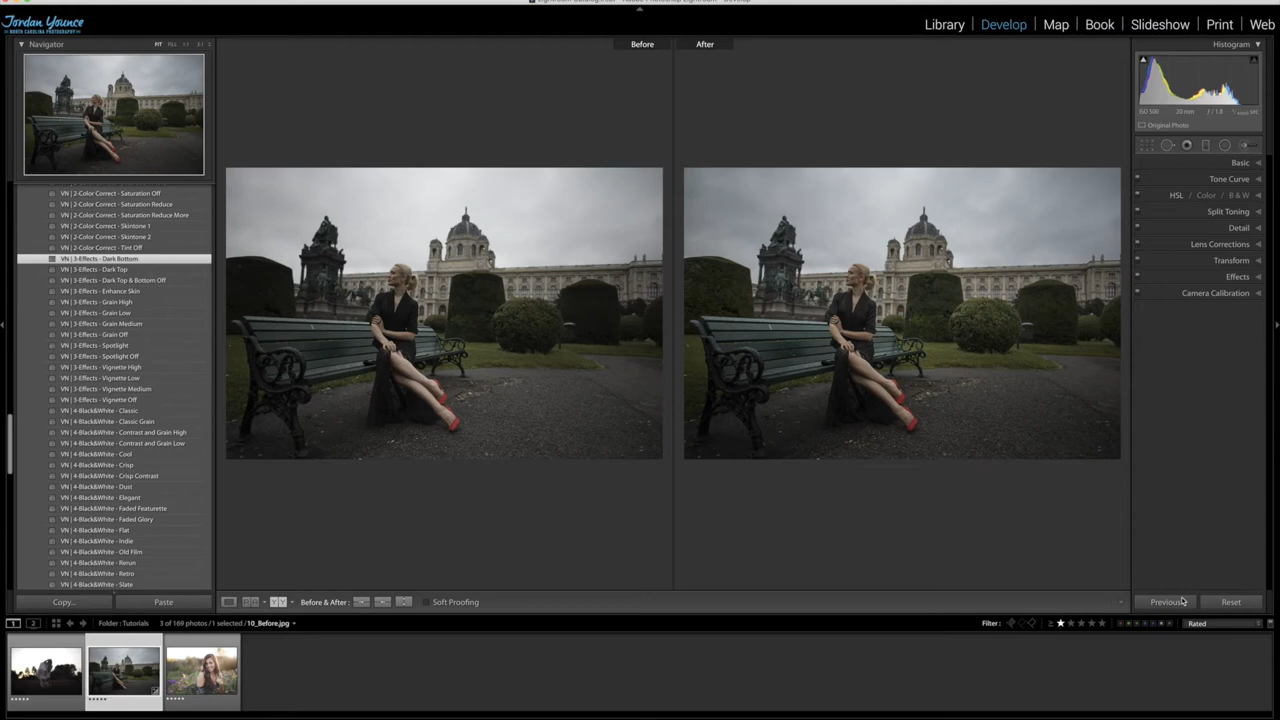 Jordan Younce
NORTH CAROLINA PHOTOGRAPHY
Library Develop Map Book Slideshow Print Web
Navigator FIT FILL 1:1
Before After
Histogram
ISO 500 20 mm ƒ / 1.8
Original Photo
Basic
Tone Curve
HSL / Color / B & W
Split Toning
Detail
Lens Corrections
Transform
Effects
Camera Calibration
VN | 2-Color Correct - Saturation Off
VN | 2-Color Correct - Saturation Reduce
VN | 2-Color Correct - Saturation Reduce More
VN | 2-Color Correct - Skintone 1
VN | 2-Color Correct - Skintone 2
VN | 2-Color Correct - Tint Off
VN | 3-Effects - Dark Bottom
VN | 3-Effects - Dark Top
VN | 3-Effects - Dark Top & Bottom Off
VN | 3-Effects - Enhance Skin
VN | 3-Effects - Grain High
VN | 3-Effects - Grain Low
VN | 3-Effects - Grain Medium
VN | 3-Effects - Grain Off
VN | 3-Effects - Spotlight
VN | 3-Effects - Spotlight Off
VN | 3-Effects - Vignette High
VN | 3-Effects - Vignette Low
VN | 3-Effects - Vignette Medium
VN | 3-Effects - Vignette Off
VN | 4-Black&White - Classic
VN | 4-Black&White - Classic Grain
VN | 4-Black&White - Contrast and Grain High
VN | 4-Black&White - Contrast and Grain Low
VN | 4-Black&White - Cool
VN | 4-Black&White - Crisp
VN | 4-Black&White - Crisp Contrast
VN | 4-Black&White - Dust
VN | 4-Black&White - Elegant
VN | 4-Black&White - Faded Featurette
VN | 4-Black&White - Faded Glory
VN | 4-Black&White - Flat
VN | 4-Black&White - Indie
VN | 4-Black&White - Old Film
VN | 4-Black&White - Rerun
VN | 4-Black&White - Retro
VN | 4-Black&White - Slate
Copy... Paste
Before & After : Soft Proofing
Previous Reset
1 2 Folder : Tutorials 3 of 169 photos / 1 selected / 10_Before.jpg
Filter : ≥ ★★★★★ Rated